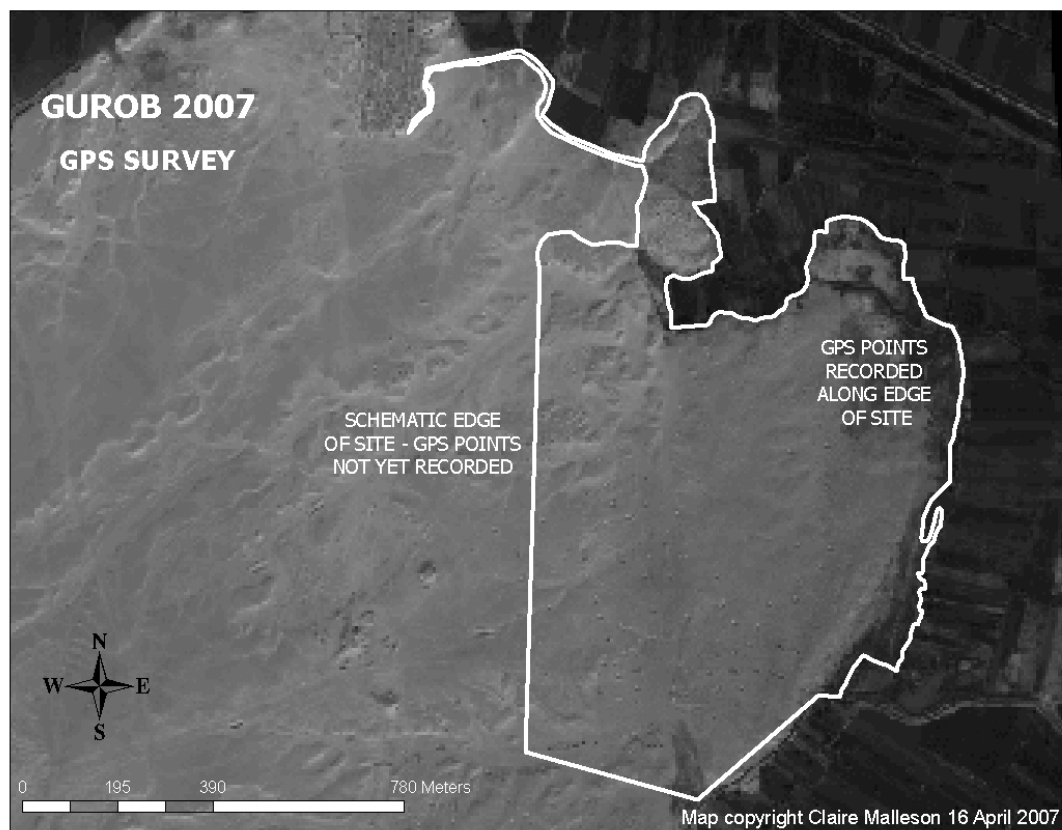 GUROB 2007
GPS SURVEY
GPS POINTS
RECORDED
ALONG EDGE
OF SITE
SCHEMATIC EDGE
OF SITE - GPS POINTS
NOT YET RECORDED
N
W E
S
0 195 390 780 Meters
Map copyright Claire Malleson 16 April 2007